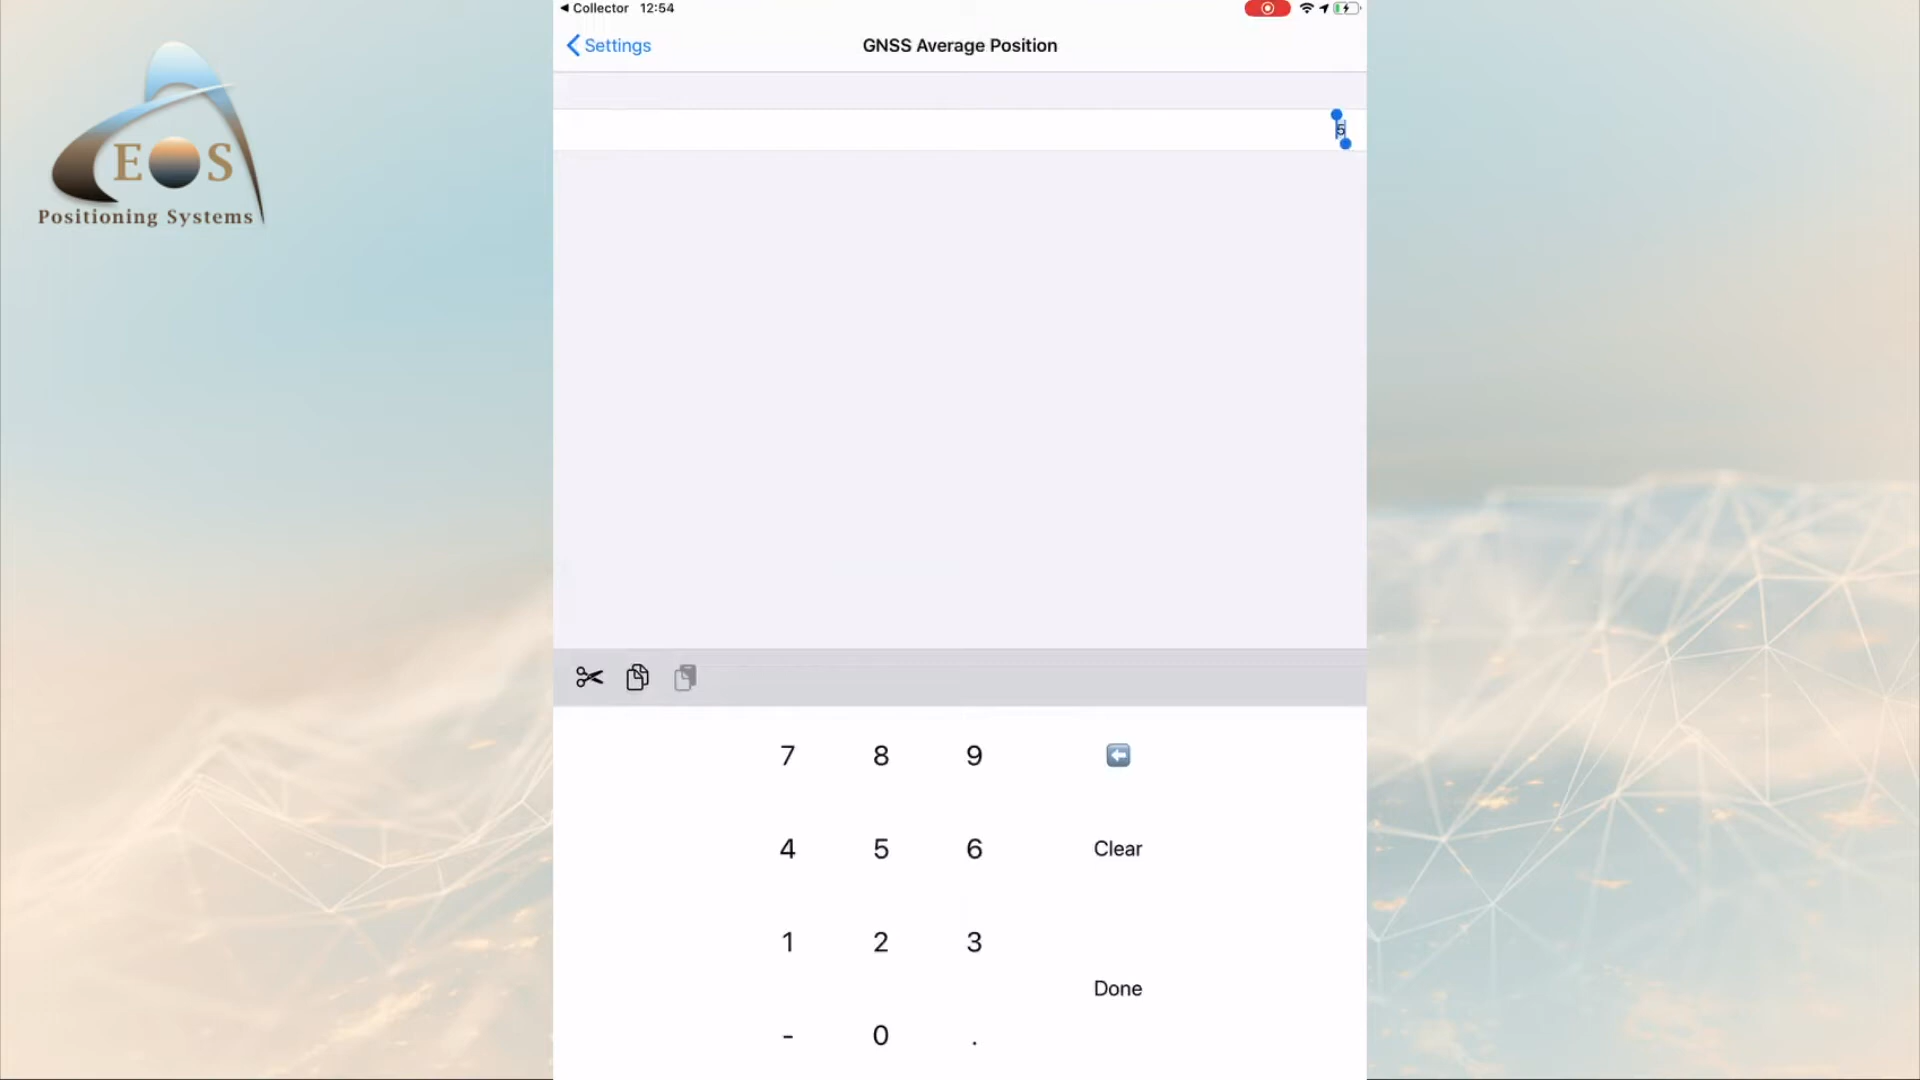 Collector 12:54
Settings
GNSS Average Position
5
EOS
Positioning Systems
7 8 9
4 5 6 Clear
1 2 3
Done
- 0 .